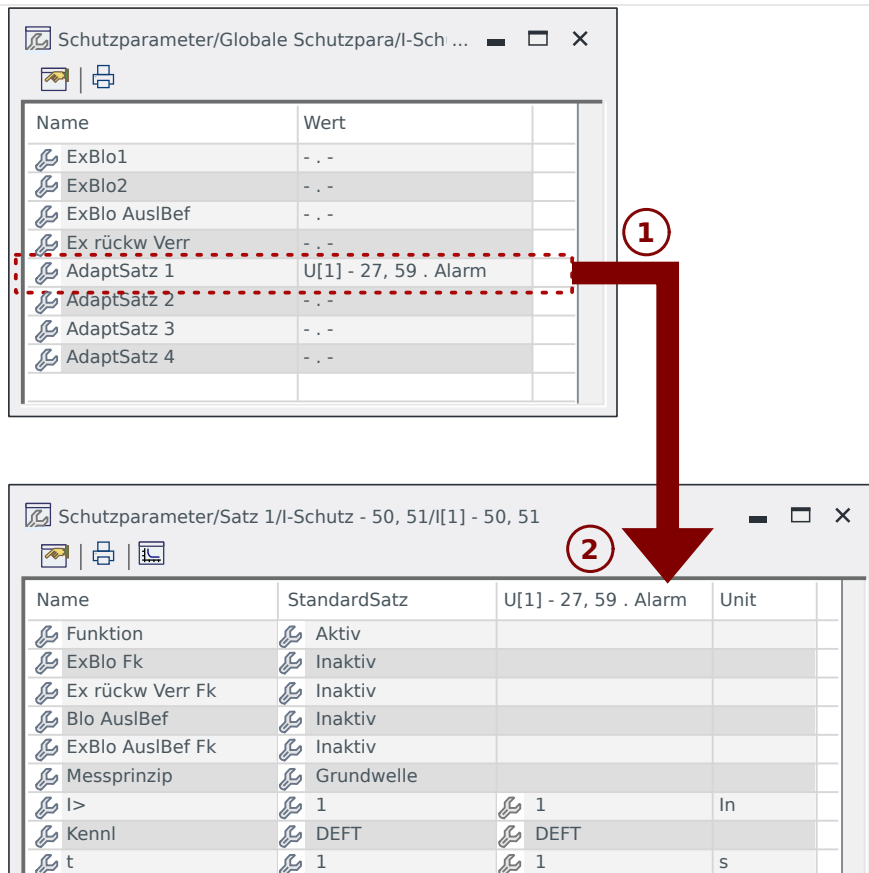 Schutzparameter/Globale Schutzpara/I-Sch ...
Name Wert
ExBlo1 - . -
ExBlo2 - . -
ExBlo AuslBef - . -
Ex rückw Verr - . -
AdaptSatz 1 U[1] - 27, 59 . Alarm
AdaptSatz 2 - . -
AdaptSatz 3 - . -
AdaptSatz 4 - . -
1
Schutzparameter/Satz 1/I-Schutz - 50, 51/I[1] - 50, 51
2
Name StandardSatz U[1] - 27, 59 . Alarm Unit
Funktion Aktiv
ExBlo Fk Inaktiv
Ex rückw Verr Fk Inaktiv
Blo AuslBef Inaktiv
ExBlo AuslBef Fk Inaktiv
Messprinzip Grundwelle
I> 1 1 In
Kennl DEFT DEFT
t 1 1 s